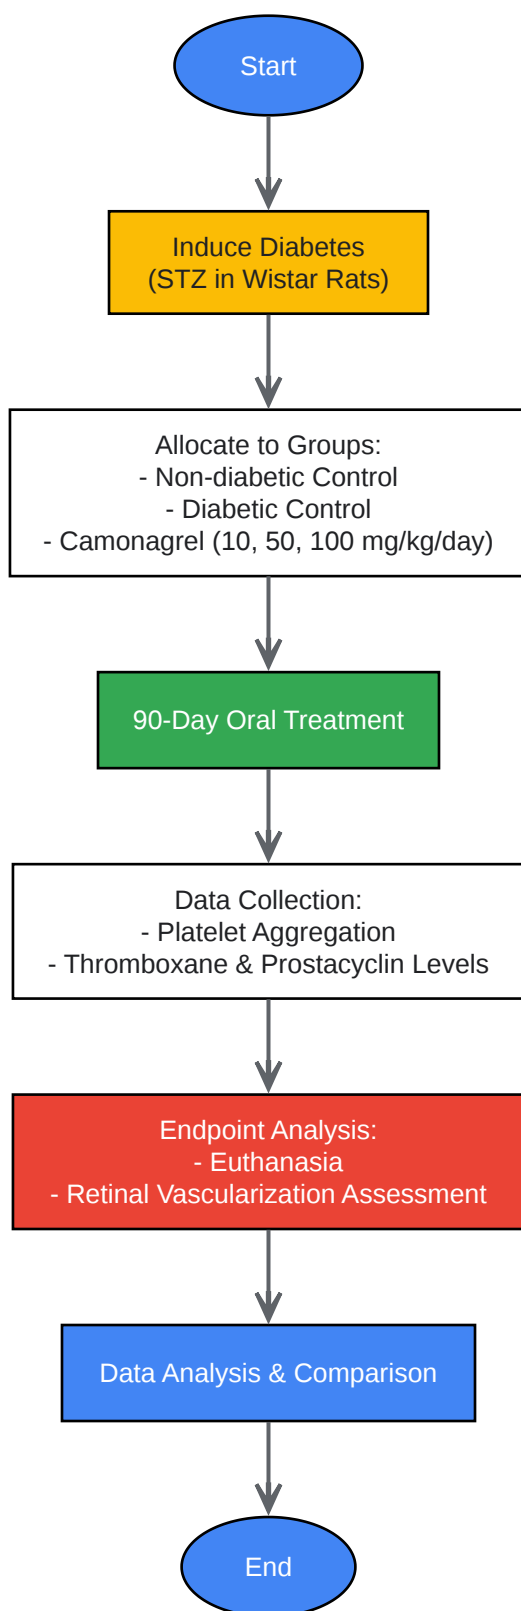 Start
Induce Diabetes
(STZ in Wistar Rats)
Allocate to Groups:
- Non-diabetic Control
- Diabetic Control
- Camonagrel (10, 50, 100 mg/kg/day)
90-Day Oral Treatment
Data Collection:
- Platelet Aggregation
- Thromboxane & Prostacyclin Levels
Endpoint Analysis:
- Euthanasia
- Retinal Vascularization Assessment
Data Analysis & Comparison
End